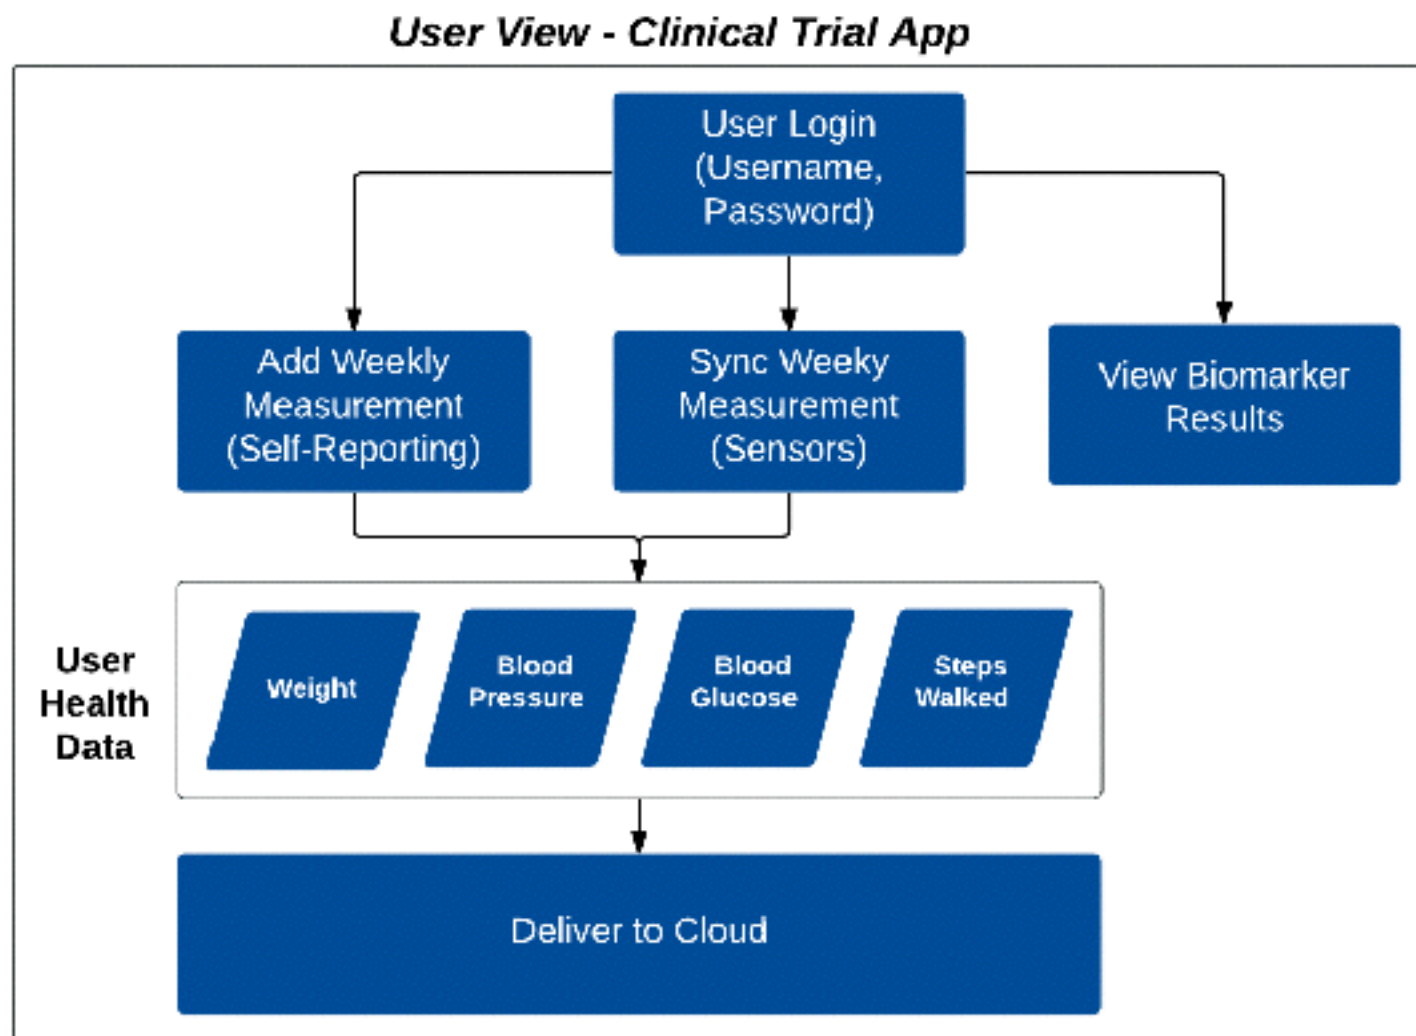 User View - Clinical Trial App
User Login
(Username,
Password)
Add Weekly
Measurement
(Self-Reporting)
Sync Weeky
Measurement
(Sensors)
View Biomarker
Results
User
Health
Data
Weight
Blood
Pressure
Blood
Glucose
Steps
Walked
Deliver to Cloud